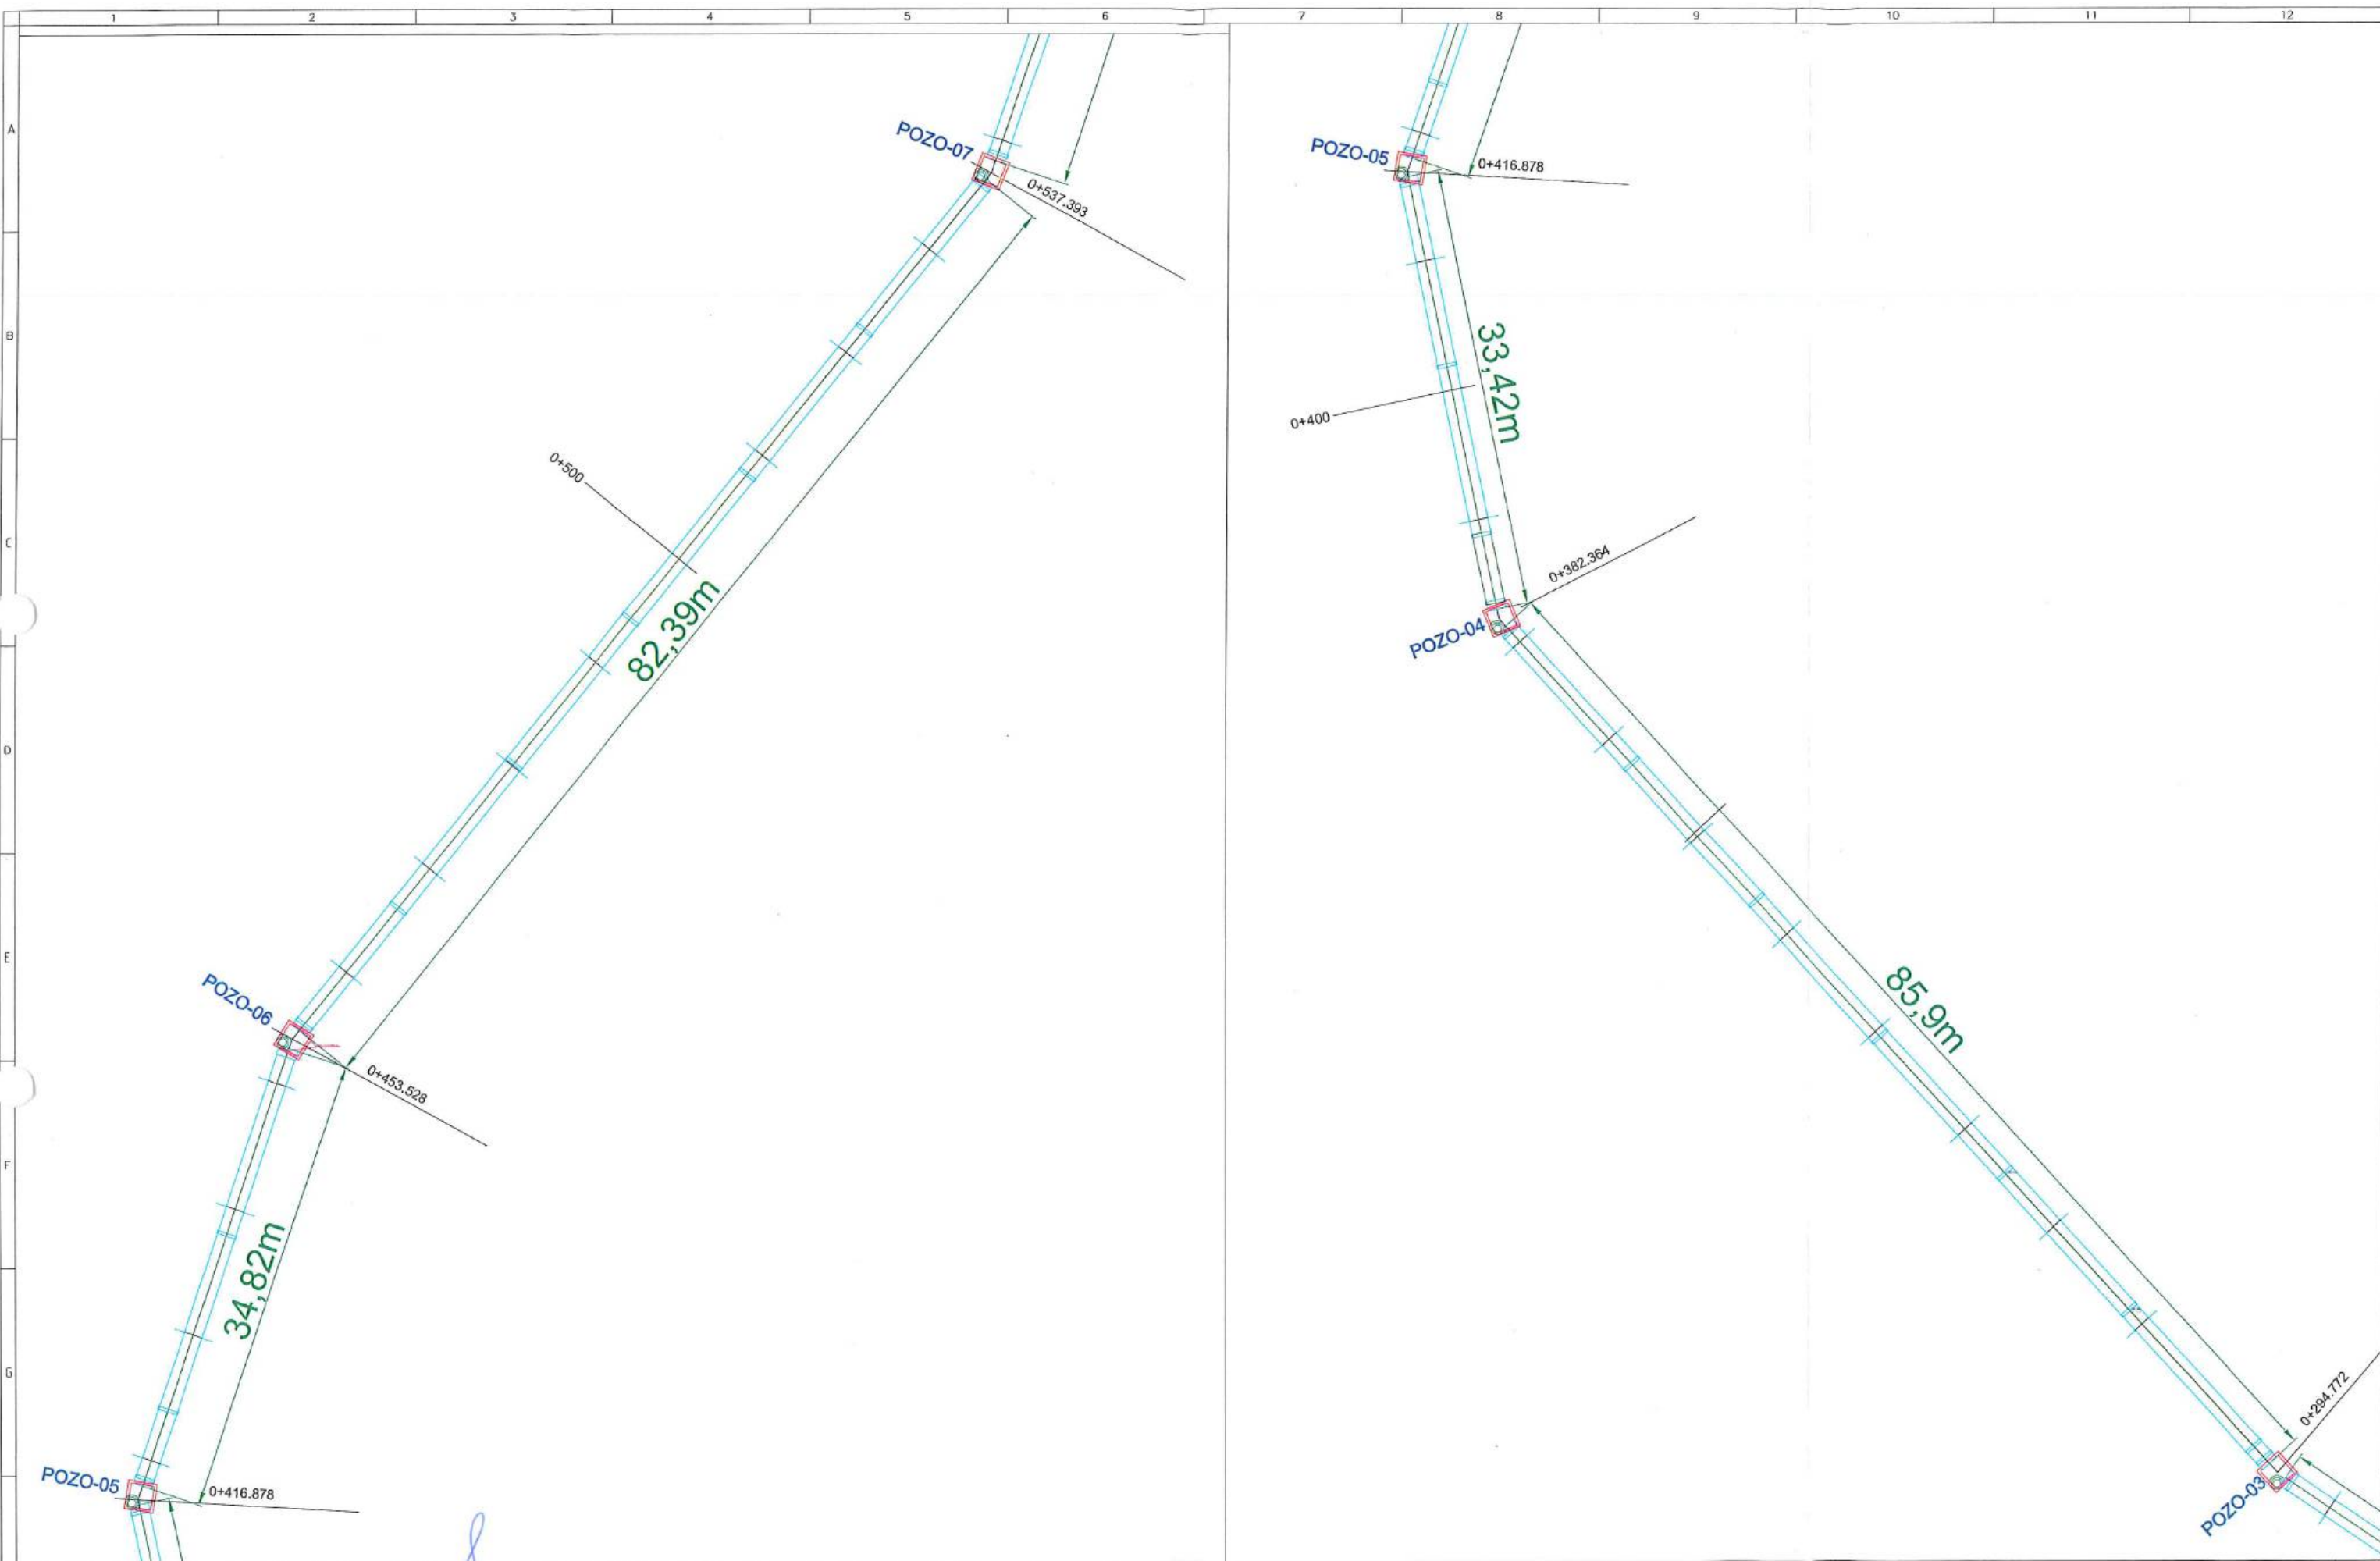 1 2 3 4 5 6 7 8 9 10 11 12
A
B
C
D
E
F
G
POZO-07
0+537.393
0+500
82,39m
POZO-06
0+453.528
34,82m
POZO-05
0+416.878
POZO-05
0+416.878
33,42m
0+400
0+382.364
POZO-04
85,9m
0+294.772
POZO-03